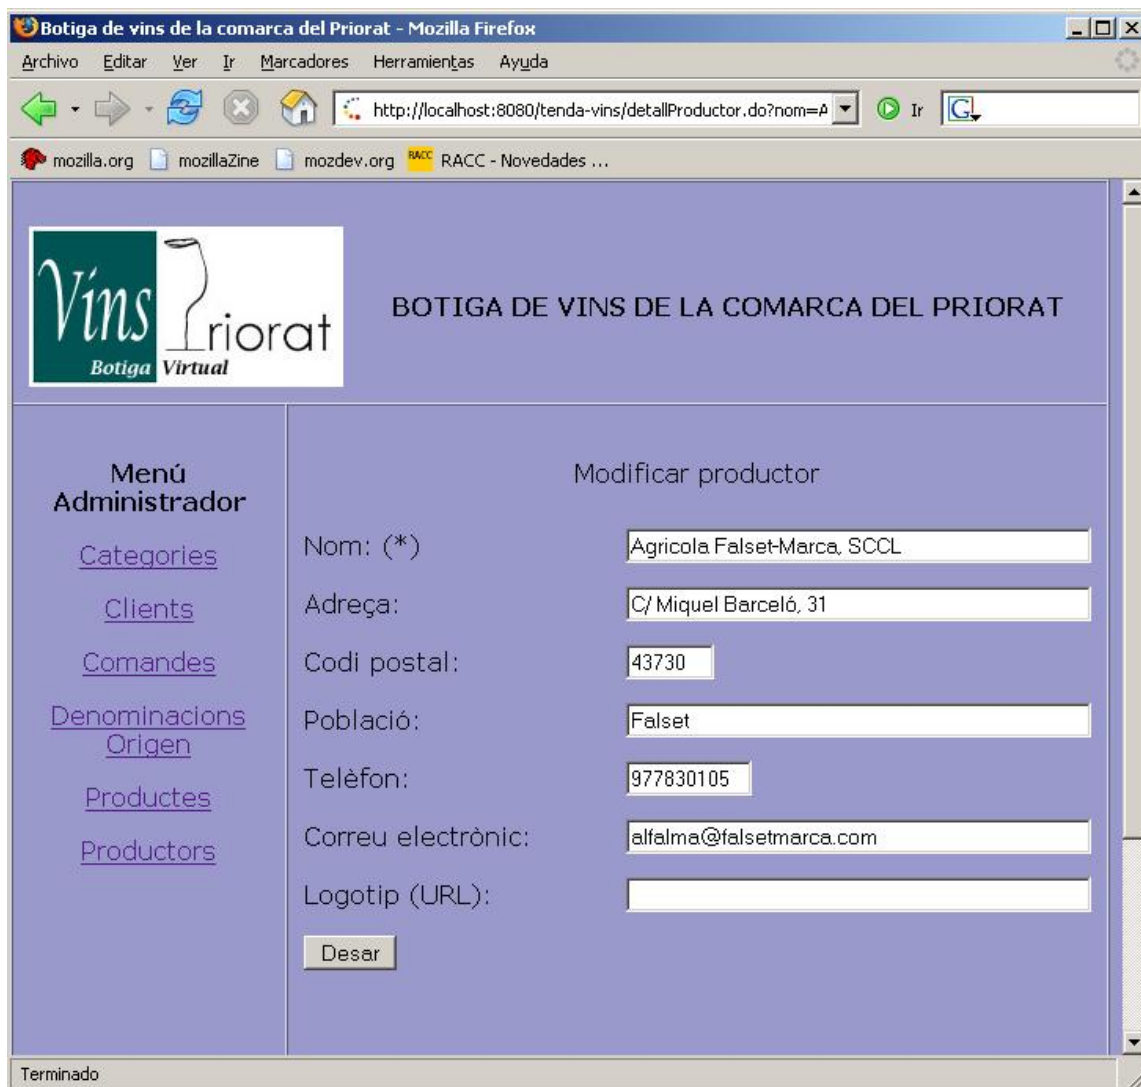 Botiga de vins de la comarca del Priorat - Mozilla Firefox
Archivo Editar Ver Ir Marcadores Herramientas Ayuda
http://localhost:8080/tenda-vins/detallProductor.do?nom=A Ir G
mozilla.org mozillaZine mozdev.org RACC RACC - Novedades ...
Vins Priorat
Botiga Virtual
BOTIGA DE VINS DE LA COMARCA DEL PRIORAT
Menú
Administrador
Categories
Clients
Comandes
Denominacions
Origen
Productes
Productors
Modificar productor
Nom: (*) Agricola Falset-Marca, SCCL
Adreça: C/ Miquel Barceló, 31
Codi postal: 43730
Població: Falset
Telèfon: 977830105
Correu electrònic: alfalma@falsetmarca.com
Logotip (URL):
Desar
Terminado